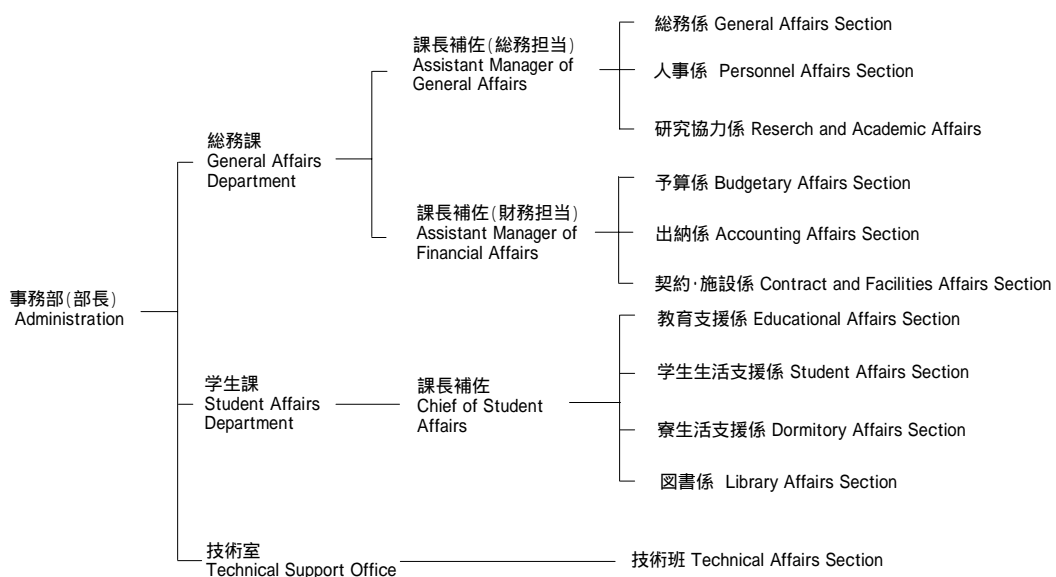 事務部(部長)
Administration
総務課
General Affairs
Department
課長補佐(総務担当)
Assistant Manager of
General Affairs
総務係 General Affairs Section
人事係 Personnel Affairs Section
研究協力係 Reserch and Academic Affairs
課長補佐(財務担当)
Assistant Manager of
Financial Affairs
予算係 Budgetary Affairs Section
出納係 Accounting Affairs Section
契約·施設係 Contract and Facilities Affairs Section
学生課
Student Affairs
Department
課長補佐
Chief of Student
Affairs
教育支援係 Educational Affairs Section
学生生活支援係 Student Affairs Section
寮生活支援係 Dormitory Affairs Section
図書係 Library Affairs Section
技術室
Technical Support Office
技術班 Technical Affairs Section